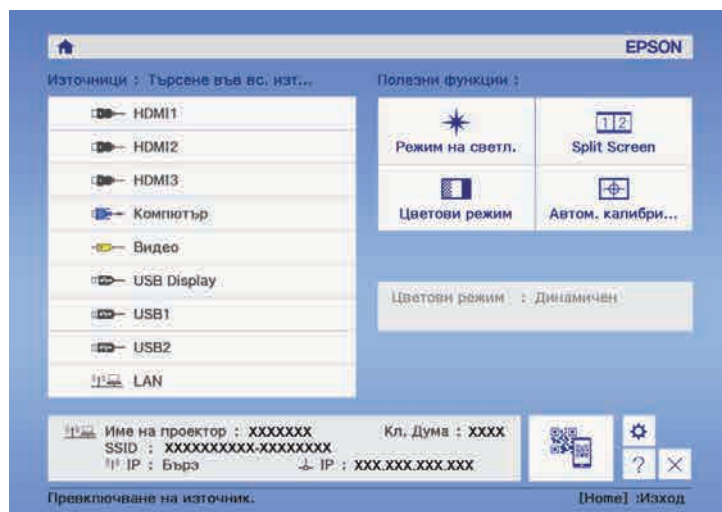 EPSON
Източници : Търсене във вс. изт...
HDMI1
HDMI2
HDMI3
Компютър
Видео
USB Display
USB1
USB2
LAN
Полезни функции :
Режим на светл.
1 2
Split Screen
Цветови режим
Автом. калибри...
Цветови режим : Динамичен
Име на проектор : XXXXXXX Кл. Дума : XXXX
SSID : XXXXXXXXXX-XXXXXXXX
IP : Бърз IP : XXX.XXX.XXX.XXX
?
Превключване на източник. [Home] :Изход